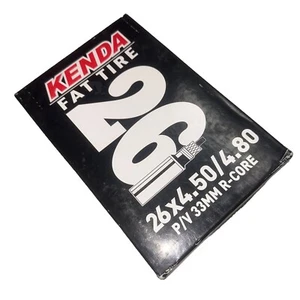 KENDA
FAT TIRE
26
26x4.50/4.80
P/V 33MM R-CORE